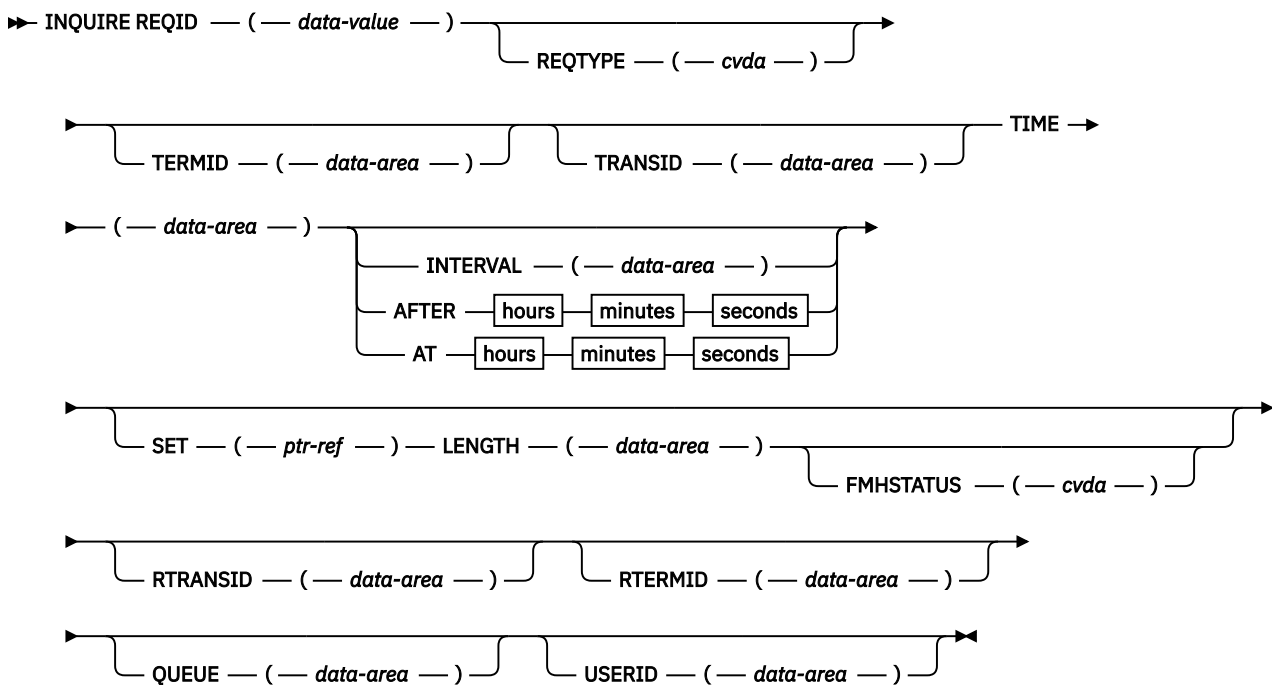 INQUIRE REQID ( data-value )
REQTYPE ( cvda )
TIME
TERMID ( data-area ) TRANSID ( data-area )
( data-area )
INTERVAL ( data-area )
AFTER hours minutes seconds
AT hours minutes seconds
SET ( ptr-ref ) LENGTH ( data-area )
FMHSTATUS ( cvda )
RTRANSID ( data-area ) RTERMID ( data-area )
QUEUE ( data-area ) USERID ( data-area )